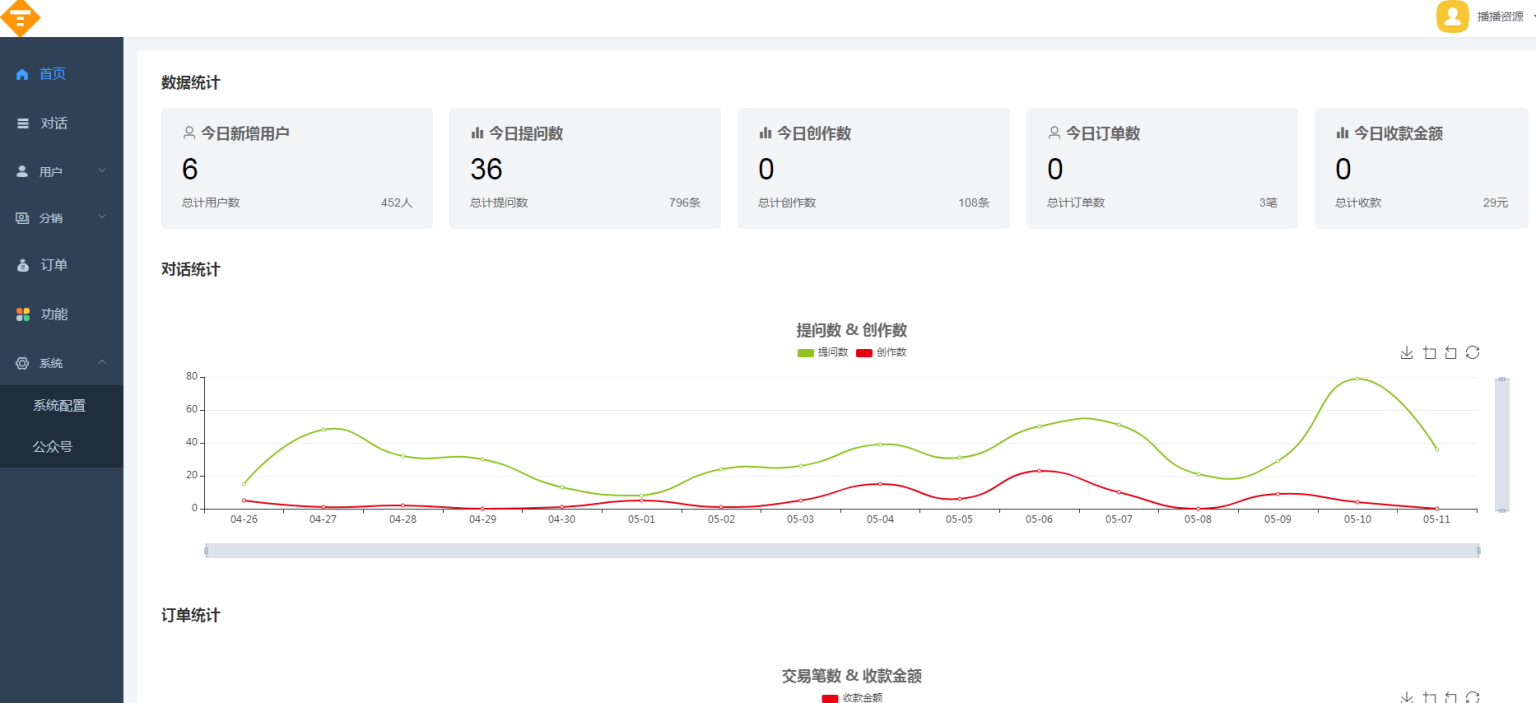 播播资源
首页
对话
用户
分销
订单
功能
系统
系统配置
公众号
数据统计
今日新增用户
6
总计用户数 452人
今日提问数
36
总计提问数 796条
今日创作数
0
总计创作数 108条
今日订单数
0
总计订单数 3笔
今日收款金额
0
总计收款 29元
对话统计
提问数 & 创作数
提问数 创作数
80
60
40
20
0
04-26 04-27 04-28 04-29 04-30 05-01 05-02 05-03 05-04 05-05 05-06 05-07 05-08 05-09 05-10 05-11
订单统计
交易笔数 & 收款金额
收款金额